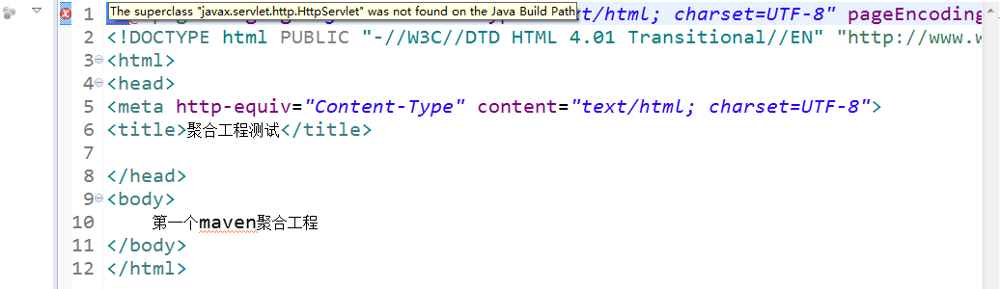 The superclass "javax.servlet.http.HttpServlet" was not found on the Java Build Path
1 text/html; charset=UTF-8" pageEncoding
2 <!DOCTYPE html PUBLIC "-//W3C//DTD HTML 4.01 Transitional//EN" "http://www.w
3 <html>
4 <head>
5 <meta http-equiv="Content-Type" content="text/html; charset=UTF-8">
6 <title>聚合工程测试</title>
7
8 </head>
9 <body>
10 第一个maven聚合工程
11 </body>
12 </html>